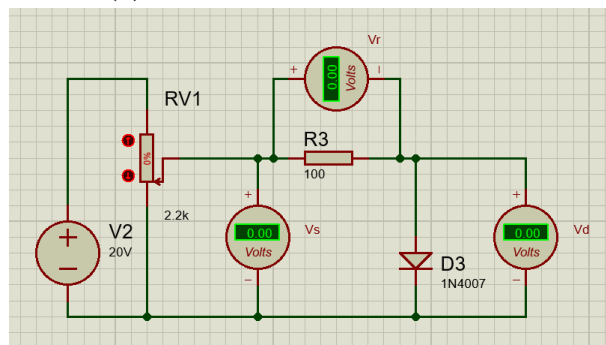 Vr
+
0.00
Volts
RV1
0%
2.2k
R3
100
+
0.00
Volts
Vs
+
0.00
Volts
Vd
V2
20V
D3
1N4007